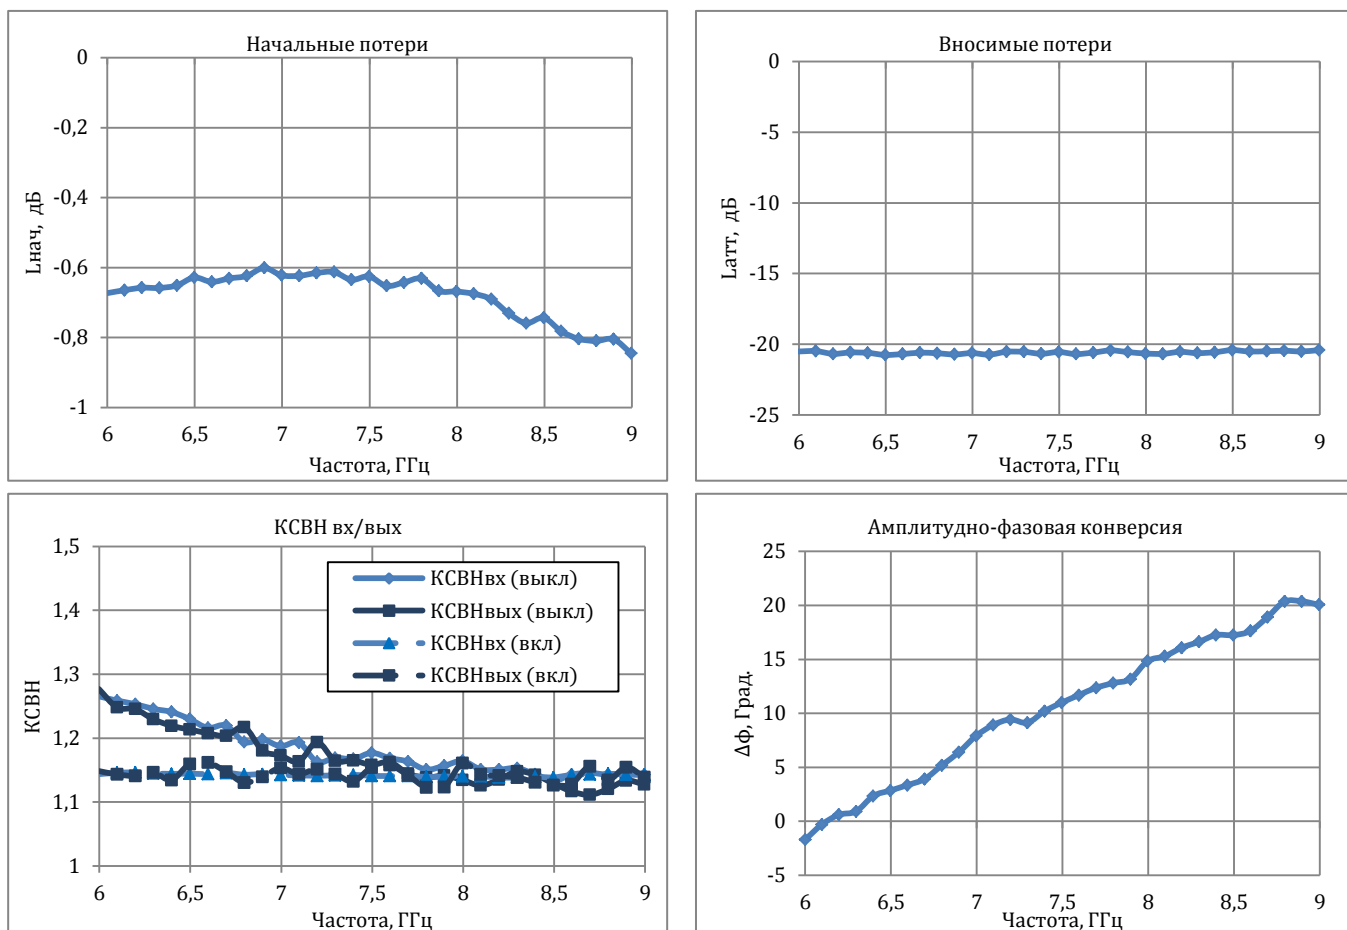 Начальные потери
0
-0,2
-0,4
-0,6
-0,8
-1
Lнач, дБ
6 6,5 7 7,5 8 8,5 9
Частота, ГГц
Вносимые потери
0
-5
-10
-15
-20
-25
Lатт, дБ
6 6,5 7 7,5 8 8,5 9
Частота, ГГц
КСВН вх/вых
1,5
1,4
1,3
1,2
1,1
1
КСВН
КСВНвх (выкл)
КСВНвых (выкл)
КСВНвх (вкл)
КСВНвых (вкл)
6 6,5 7 7,5 8 8,5 9
Частота, ГГц
Амплитудно-фазовая конверсия
25
20
15
10
5
0
-5
Δф, Град.
6 6,5 7 7,5 8 8,5 9
Частота, ГГц